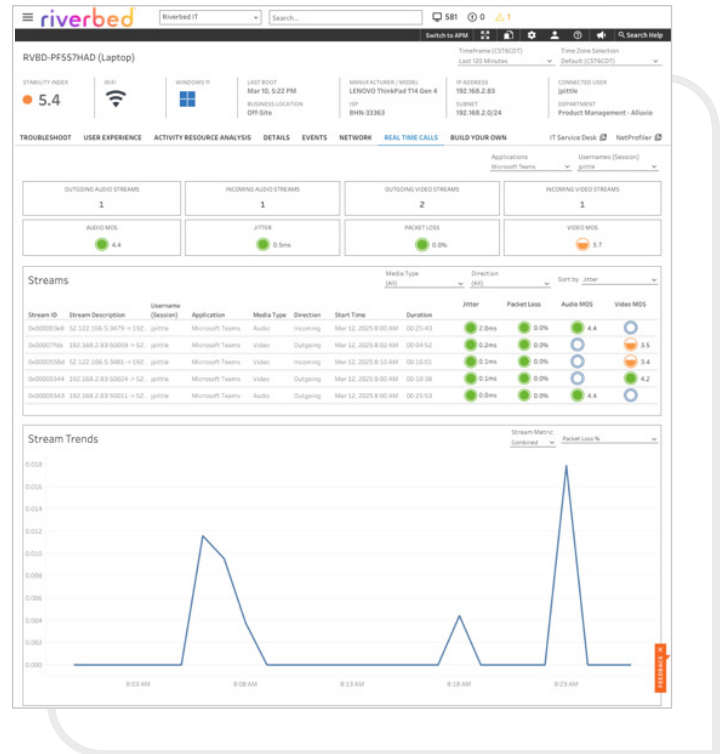 riverbed
Riverbed IT
Search...
581 0 1
Switch to APM Search Help
RVBD-PF557HAD (Laptop)
Timeframe (CST6CDT)
Last 120 Minutes
Time Zone Selection
Default (CST6CDT)
STABILITY INDEX
5.4
WIFI
WINDOWS 11
LAST BOOT
Mar 10, 5:22 PM
BUSINESS LOCATION
Off-Site
MANUFACTURER / MODEL
LENOVO ThinkPad T14 Gen 4
ISP
BHN-33363
IP ADDRESS
192.168.2.83
SUBNET
192.168.2.0/24
CONNECTED USER
jpittle
DEPARTMENT
Product Management - Alluvio
TROUBLESHOOT USER EXPERIENCE ACTIVITY RESOURCE ANALYSIS DETAILS EVENTS NETWORK REAL TIME CALLS BUILD YOUR OWN IT Service Desk NetProfiler
Applications
Microsoft Teams
Usernames (Session)
jpittle
OUTGOING AUDIO STREAMS
1
INCOMING AUDIO STREAMS
1
OUTGOING VIDEO STREAMS
2
INCOMING VIDEO STREAMS
1
AUDIO MOS
4.4
JITTER
0.5ms
PACKET LOSS
0.0%
VIDEO MOS
3.7
Streams
Media Type
(All)
Direction
(All)
Sort by Jitter
Stream ID Stream Description Username (Session) Application Media Type Direction Start Time Duration Jitter Packet Loss Audio MOS Video MOS
52.122.166.5:3479 -> 192. jpittle Microsoft Teams Audio Incoming Mar 12, 2025 8:00 AM 00:25:43 2.0ms 0.0% 4.4
192.168.2.83:50059 -> 52. jpittle Microsoft Teams Video Outgoing Mar 12, 2025 8:02 AM 00:04:52 0.2ms 0.0% 3.5
52.122.166.5:3481 -> 192. jpittle Microsoft Teams Video Incoming Mar 12, 2025 8:10 AM 00:16:01 0.1ms 0.0% 3.4
0x00005544 192.168.2.83:50024 -> 52. jpittle Microsoft Teams Video Outgoing Mar 12, 2025 8:00 AM 00:18:38 0.1ms 0.0% 4.2
0x00005543 192.168.2.83:50011 -> 52. jpittle Microsoft Teams Audio Outgoing Mar 12, 2025 8:00 AM 00:25:53 0.0ms 0.0% 4.4
Stream Trends
Stream Metric
Combined
Packet Loss %
0.018
0.016
0.014
0.012
0.010
0.008
0.006
0.004
0.002
0.000
8:03 AM 8:08 AM 8:13 AM 8:18 AM 8:23 AM
FEEDBACK